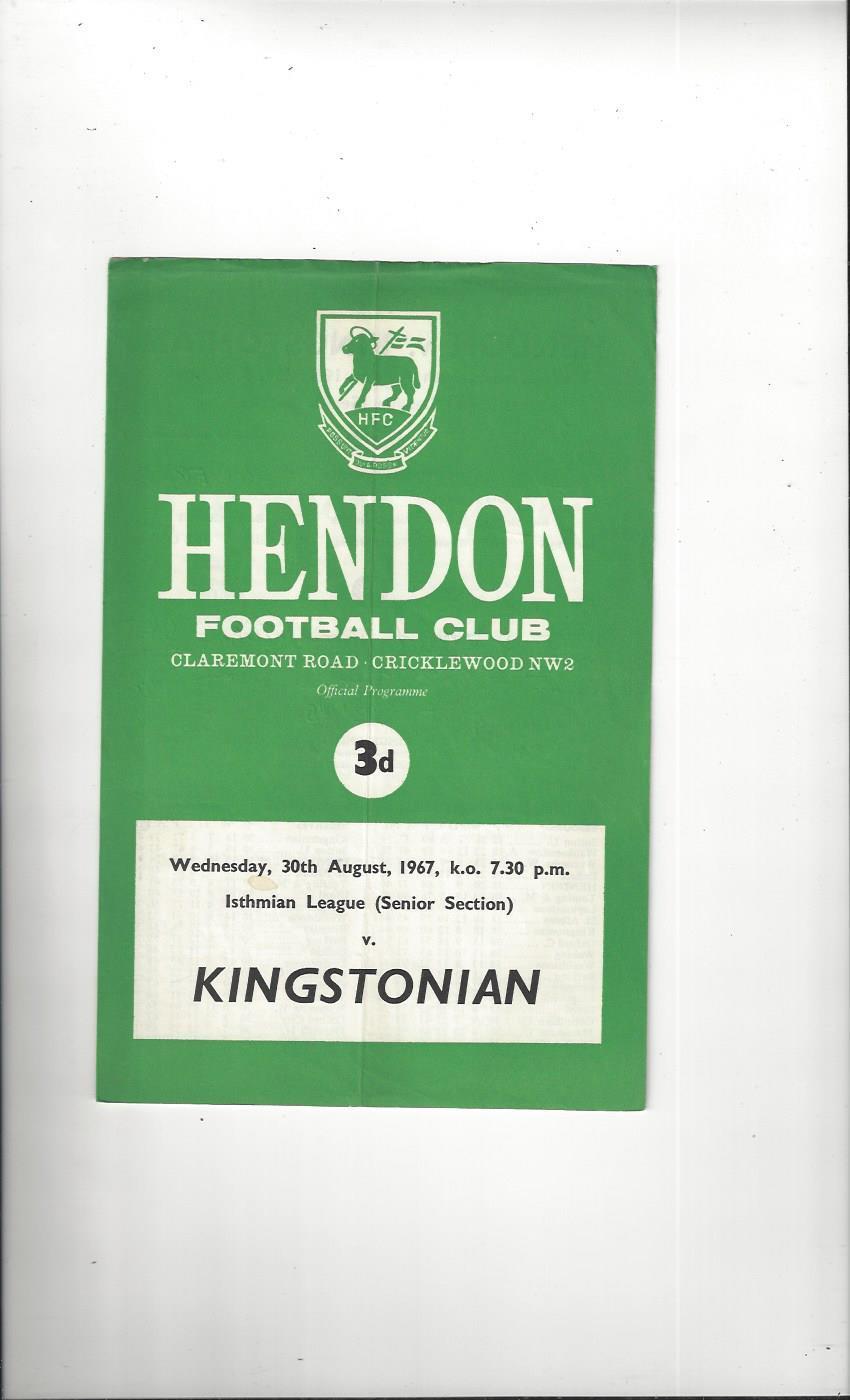 HFC
HENDON
FOOTBALL CLUB
CLAREMONT ROAD · CRICKLEWOOD NW2
Official Programme
3d
Wednesday, 30th August, 1967, k.o. 7.30 p.m.
Isthmian League (Senior Section)
v.
KINGSTONIAN